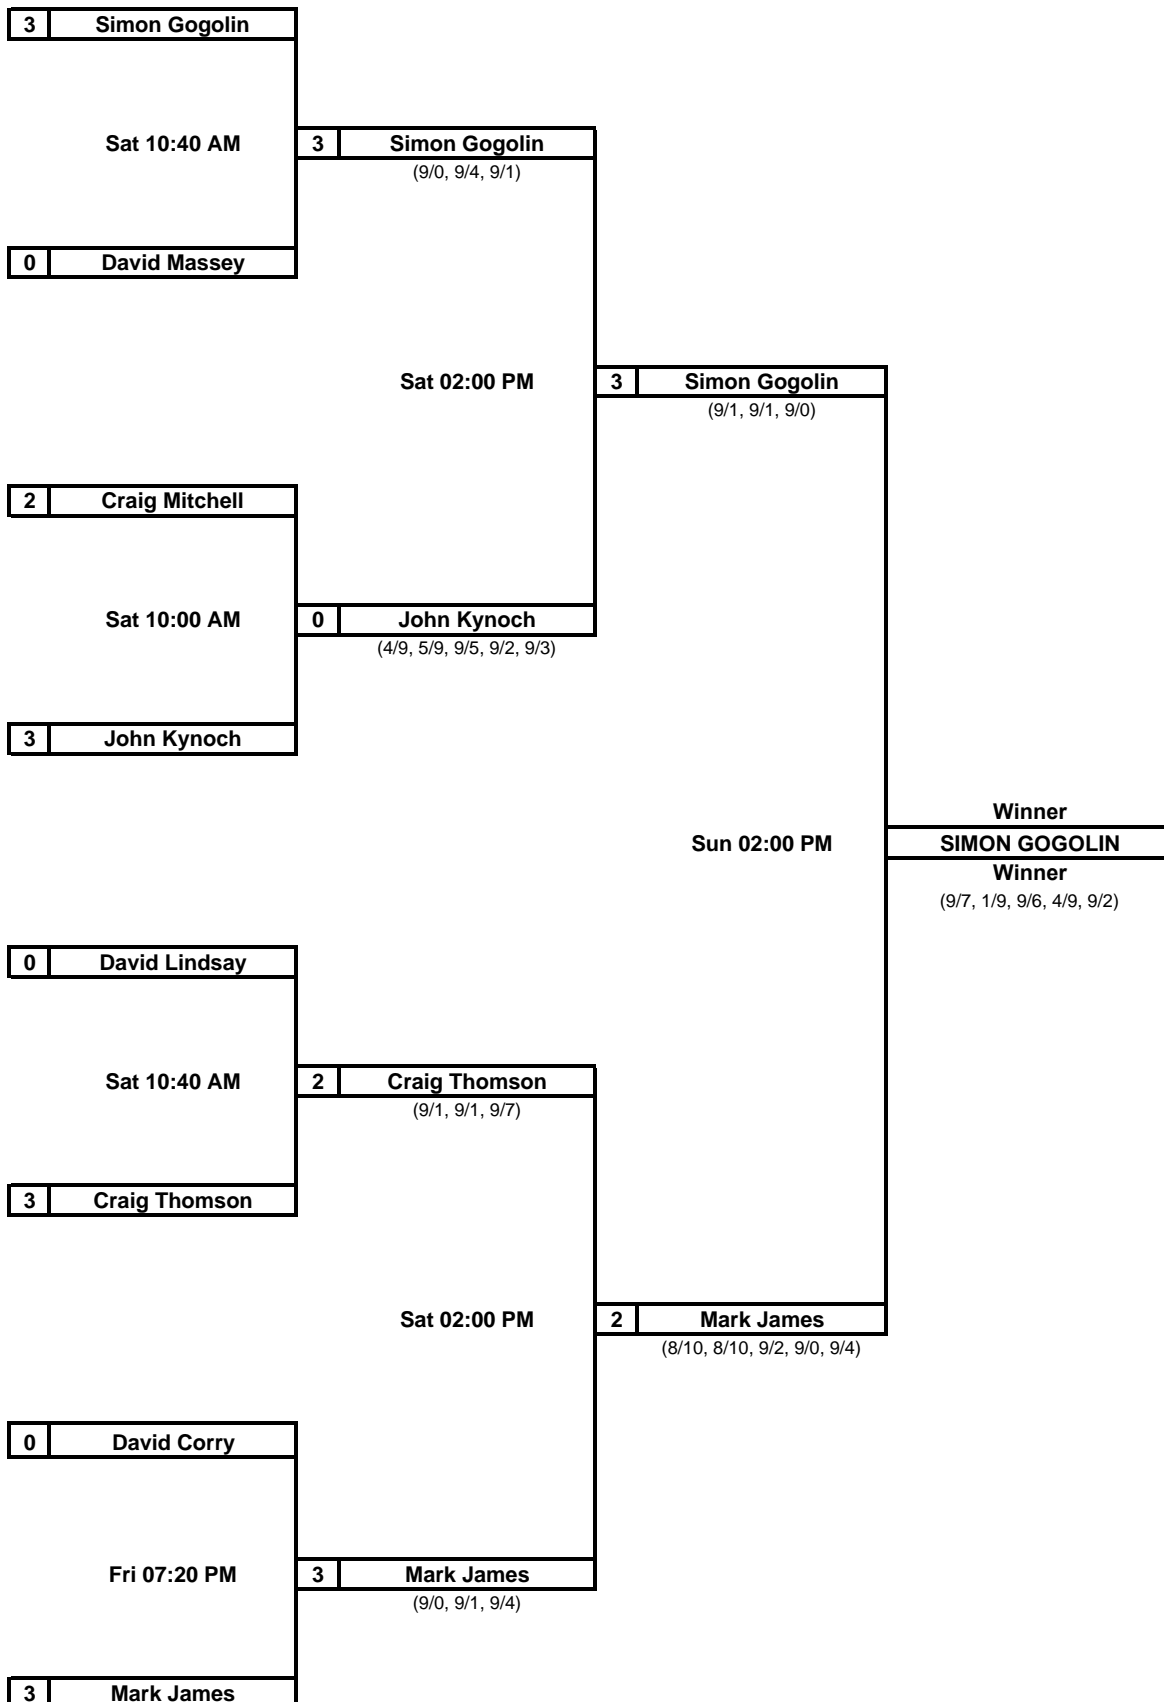 3 Simon Gogolin
Sat 10:40 AM 3 Simon Gogolin
(9/0, 9/4, 9/1)
0 David Massey
Sat 02:00 PM 3 Simon Gogolin
(9/1, 9/1, 9/0)
2 Craig Mitchell
Sat 10:00 AM 0 John Kynoch
(4/9, 5/9, 9/5, 9/2, 9/3)
3 John Kynoch
Winner
Sun 02:00 PM SIMON GOGOLIN
Winner
(9/7, 1/9, 9/6, 4/9, 9/2)
0 David Lindsay
Sat 10:40 AM 2 Craig Thomson
(9/1, 9/1, 9/7)
3 Craig Thomson
Sat 02:00 PM 2 Mark James
(8/10, 8/10, 9/2, 9/0, 9/4)
0 David Corry
Fri 07:20 PM 3 Mark James
(9/0, 9/1, 9/4)
3 Mark James